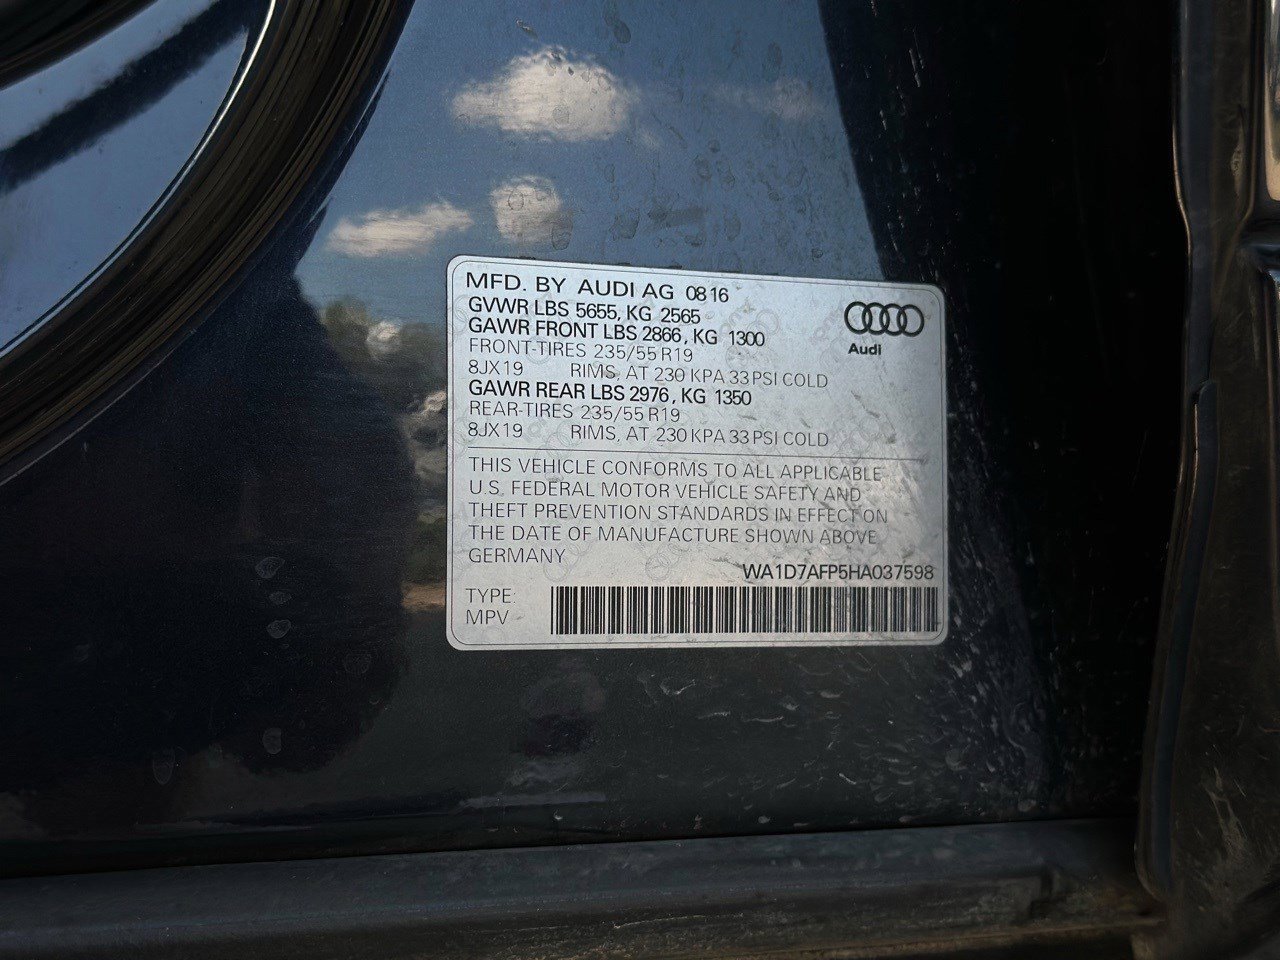 MFD. BY AUDI AG 0816
GVWR LBS 5655, KG 2565
GAWR FRONT LBS 2866, KG 1300
FRONT-TIRES 235/55 R19
8JX19 RIMS, AT 230 KPA 33 PSI COLD
GAWR REAR LBS 2976, KG 1350
REAR-TIRES 235/55 R19
8JX19 RIMS, AT 230 KPA 33 PSI COLD
Audi
THIS VEHICLE CONFORMS TO ALL APPLICABLE
U.S. FEDERAL MOTOR VEHICLE SAFETY AND
THEFT PREVENTION STANDARDS IN EFFECT ON
THE DATE OF MANUFACTURE SHOWN ABOVE
GERMANY
WA1D7AFP5HA037598
TYPE:
MPV